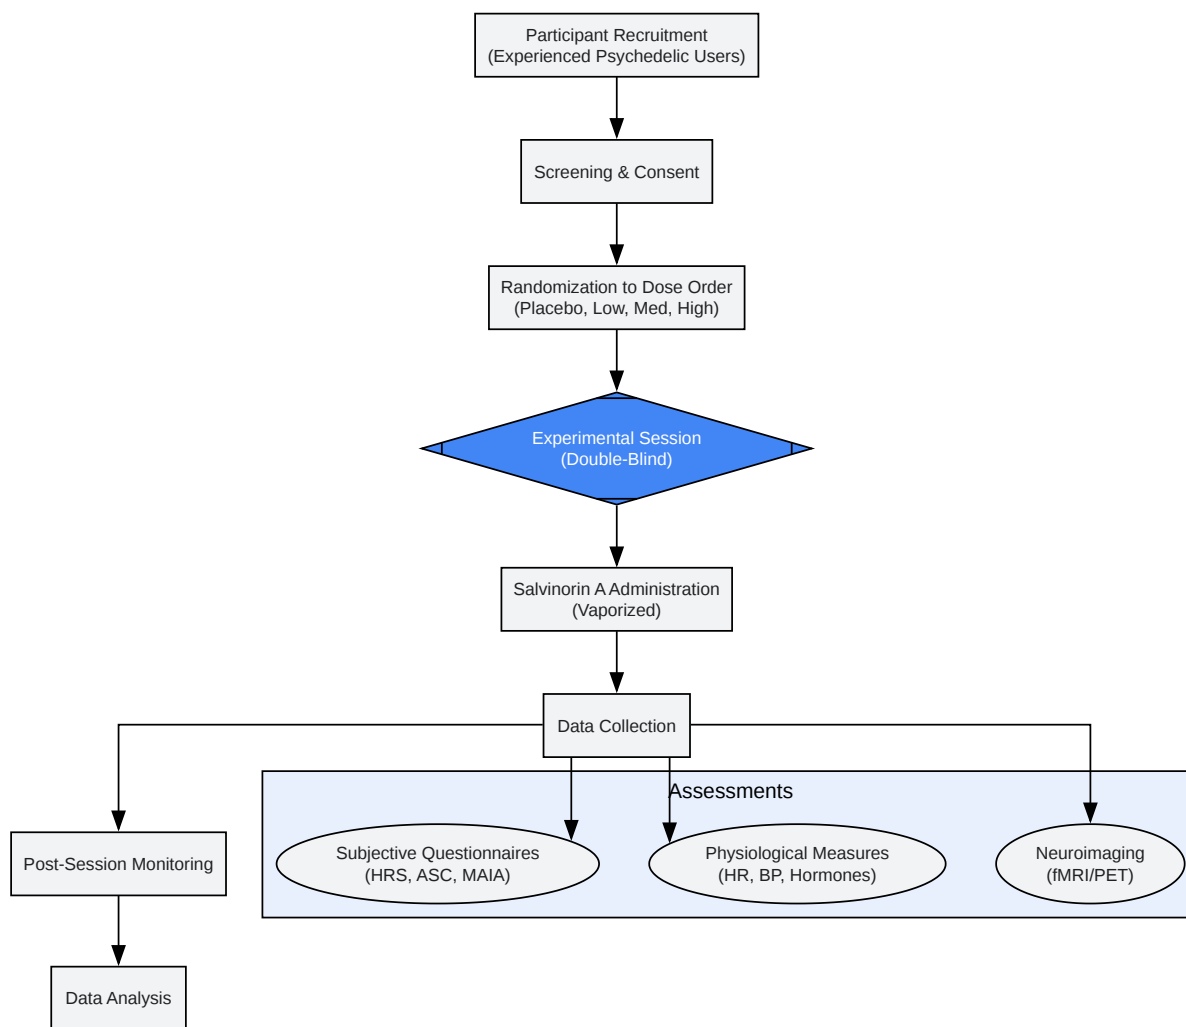 Participant Recruitment
(Experienced Psychedelic Users)
Screening & Consent
Randomization to Dose Order
(Placebo, Low, Med, High)
Experimental Session
(Double-Blind)
Salvinorin A Administration
(Vaporized)
Data Collection
Assessments
Post-Session Monitoring
Subjective Questionnaires
(HRS, ASC, MAIA)
Physiological Measures
(HR, BP, Hormones)
Neuroimaging
(fMRI/PET)
Data Analysis